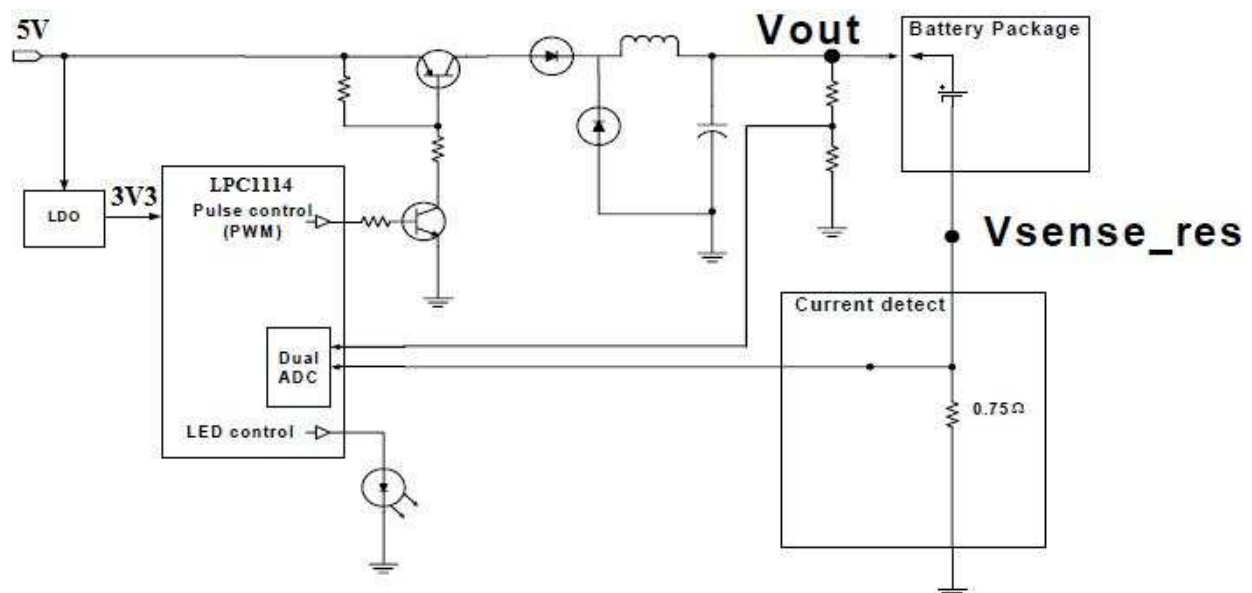 5V
Vout
Battery Package
+
LDO
3V3
LPC1114
Pulse control
(PWM)
Vsense_res
Current detect
Dual
ADC
0.75Ω
LED control